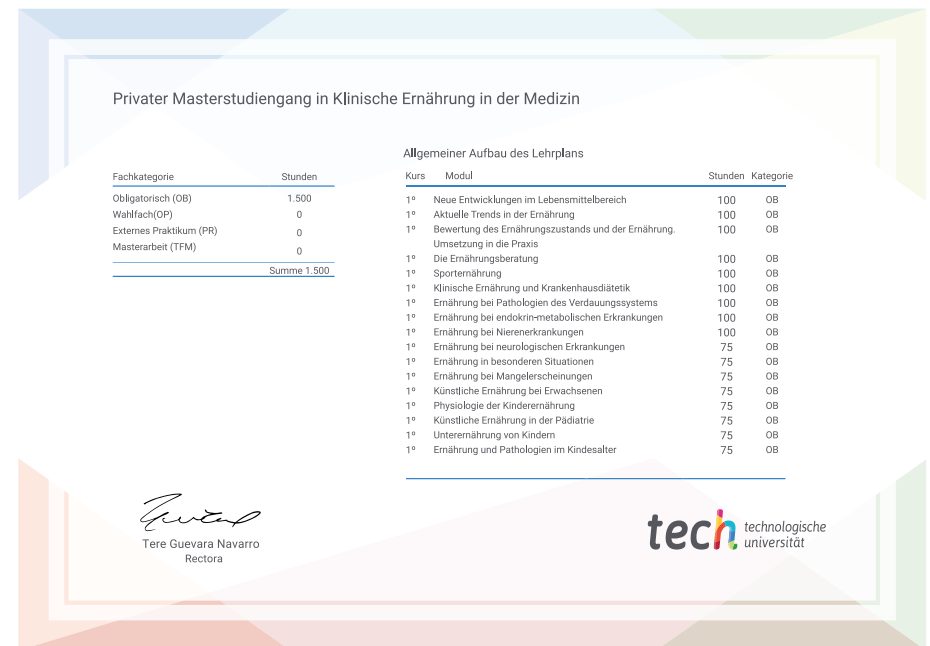 Privater Masterstudiengang in Klinische Ernährung in der Medizin
Fachkategorie Stunden
Obligatorisch (OB) 1.500
Wahlfach(OP) 0
Externes Praktikum (PR) 0
Masterarbeit (TFM) 0
Summe 1.500
Allgemeiner Aufbau des Lehrplans
Kurs Modul Stunden Kategorie
1º Neue Entwicklungen im Lebensmittelbereich 100 OB
1º Aktuelle Trends in der Ernährung 100 OB
1º Bewertung des Ernährungszustands und der Ernährung. 100 OB
Umsetzung in die Praxis
1º Die Ernährungsberatung 100 OB
1º Sporternährung 100 OB
1º Klinische Ernährung und Krankenhausdiätetik 100 OB
1º Ernährung bei Pathologien des Verdauungssystems 100 OB
1º Ernährung bei endokrin-metabolischen Erkrankungen 100 OB
1º Ernährung bei Nierenerkrankungen 100 OB
1º Ernährung bei neurologischen Erkrankungen 75 OB
1º Ernährung in besonderen Situationen 75 OB
1º Ernährung bei Mangelerscheinungen 75 OB
1º Künstliche Ernährung bei Erwachsenen 75 OB
1º Physiologie der Kinderernährung 75 OB
1º Künstliche Ernährung in der Pädiatrie 75 OB
1º Unterernährung von Kindern 75 OB
1º Ernährung und Pathologien im Kindesalter 75 OB
Tere Guevara Navarro
Rectora
tech technologische
universität